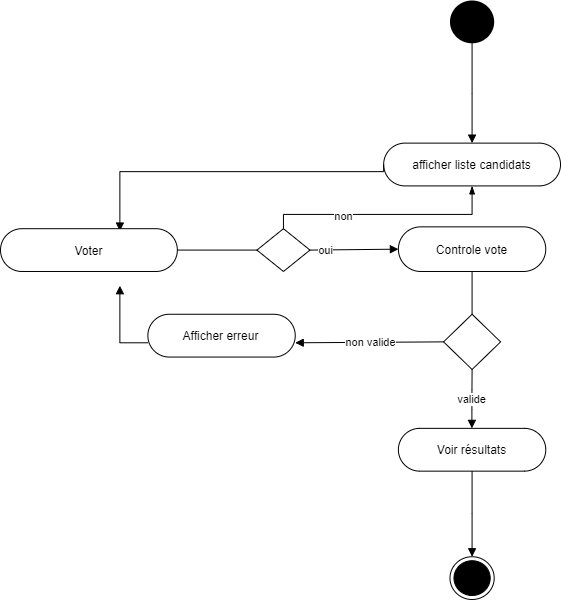 afficher liste candidats
non
Voter
oui
Controle vote
Afficher erreur
non valide
valide
Voir résultats